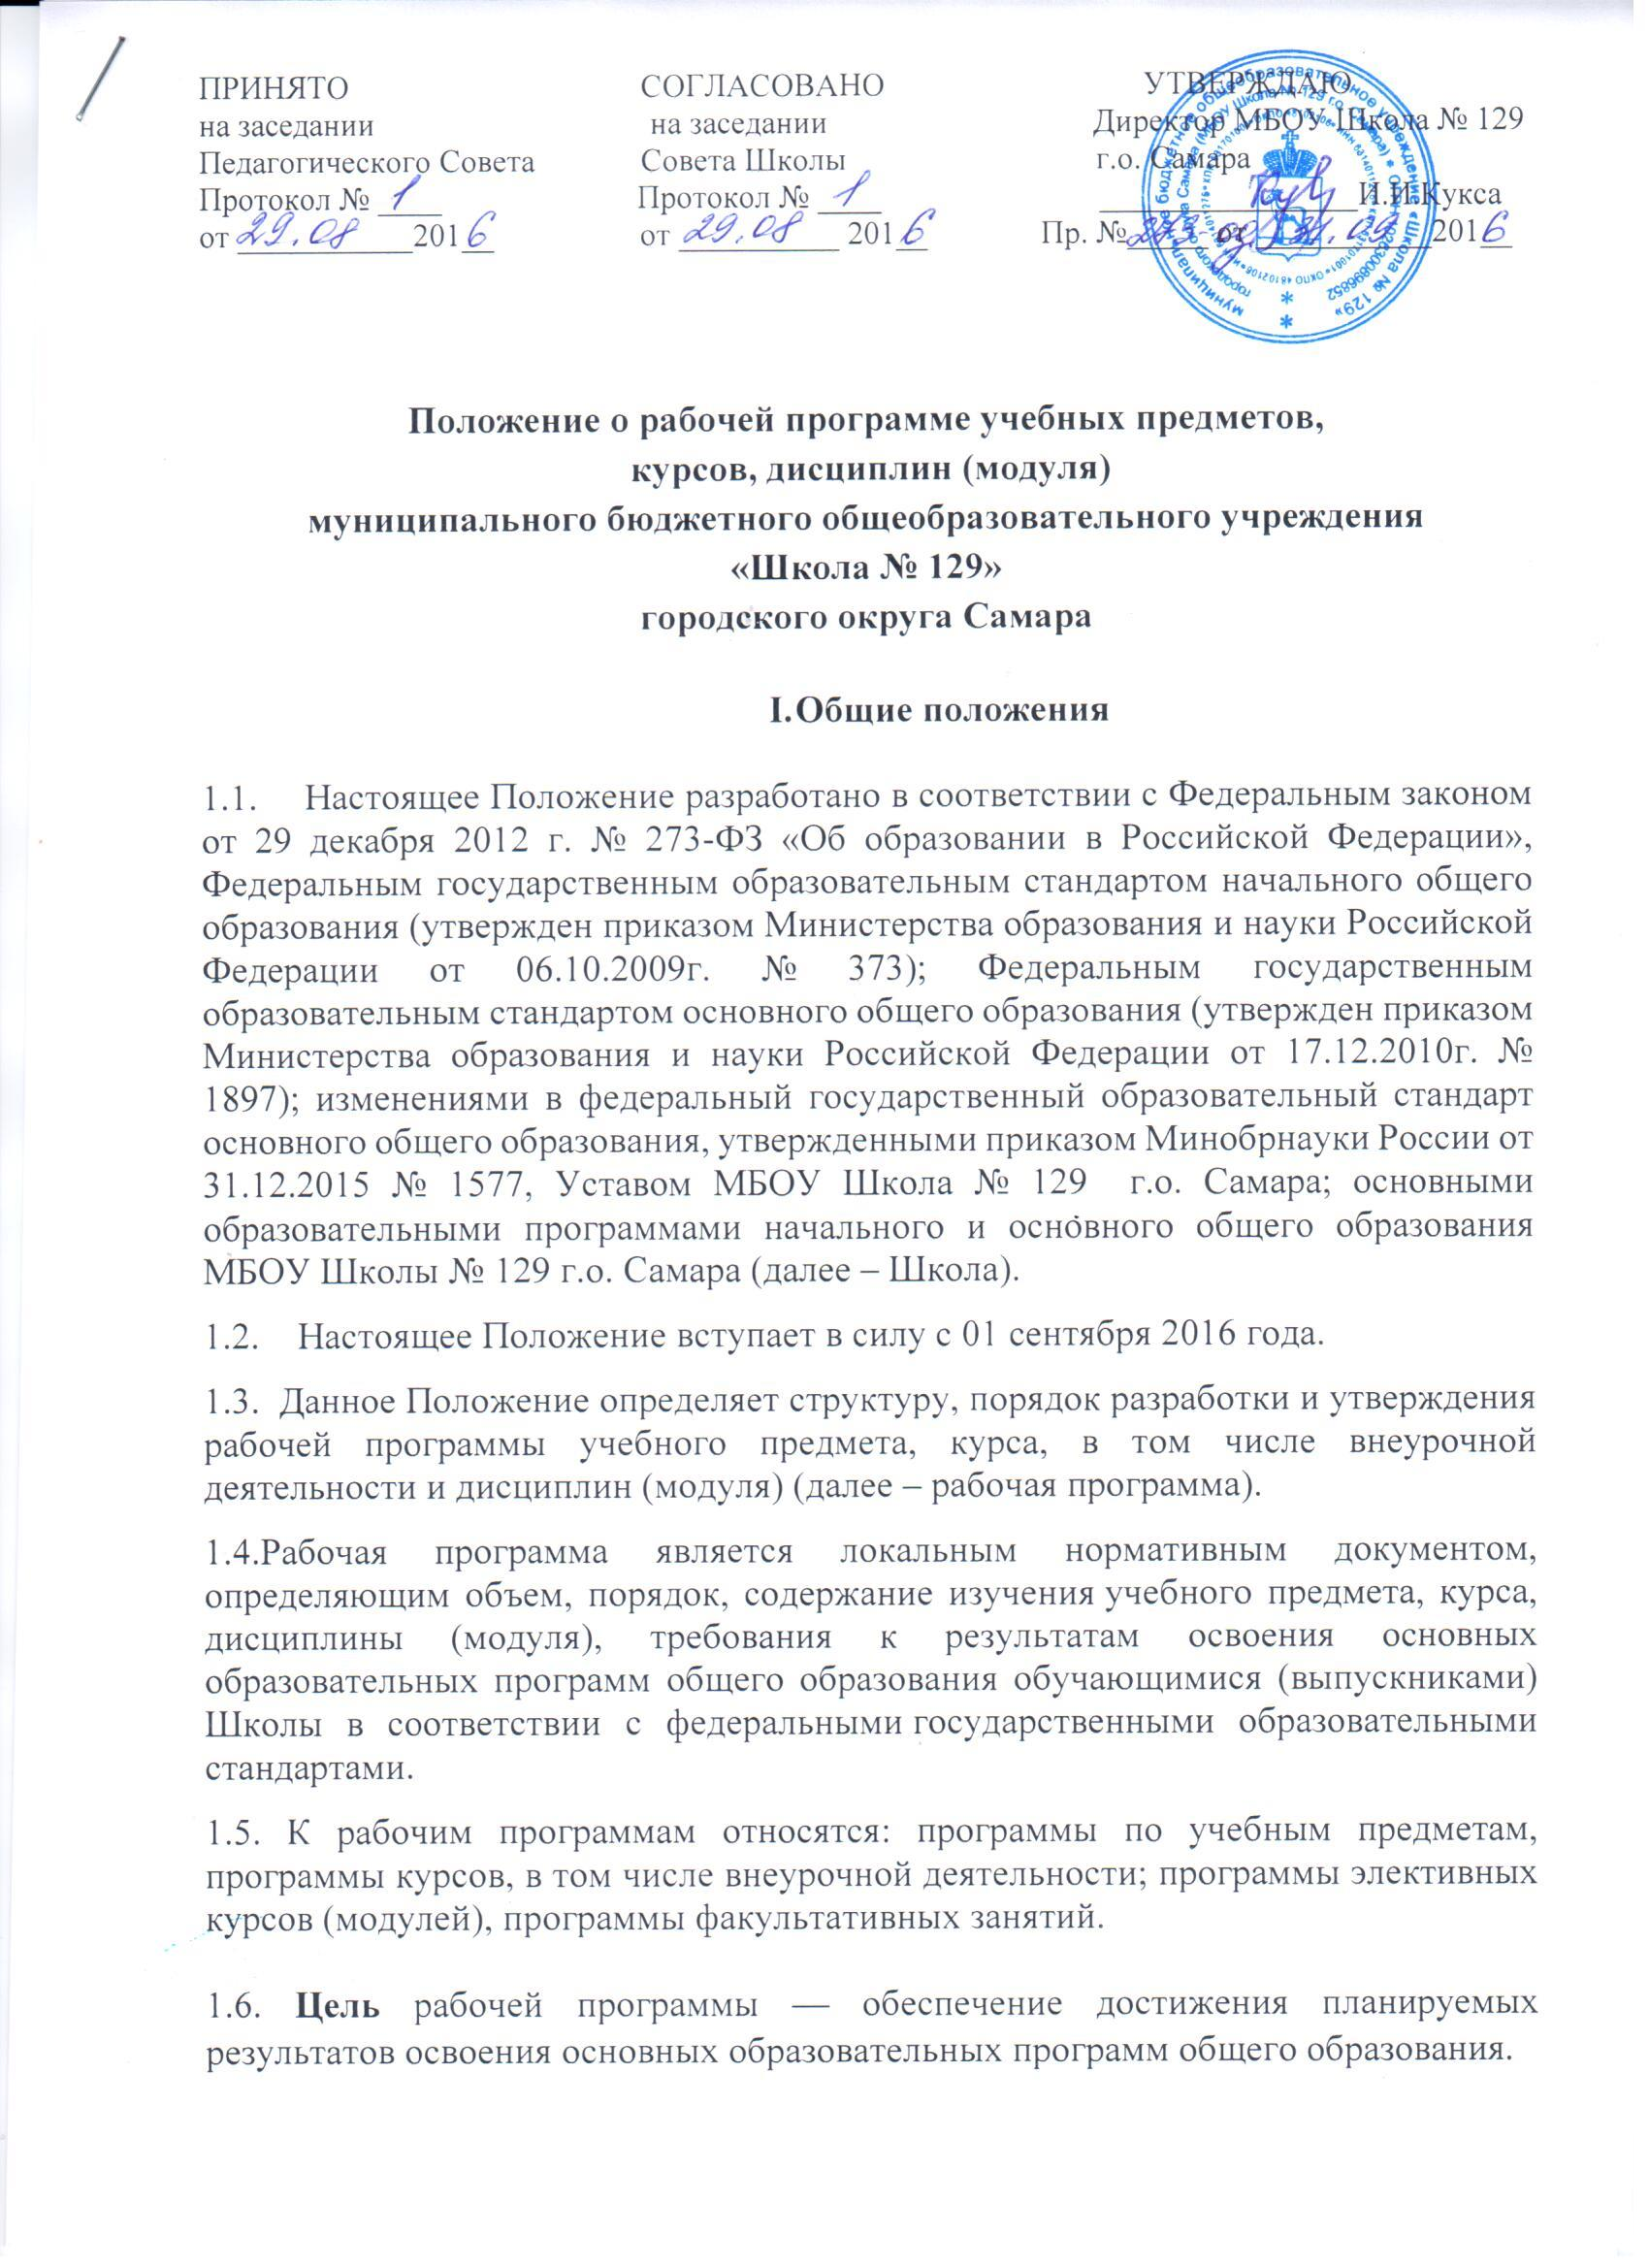 ПРИНЯТО
на заседании
Педагогического Совета
Протокол № 1
от 29.08 2016
СОГЛАСОВАНО
на заседании
Совета Школы
Протокол № 1
от 29.08 2016
УТВЕРЖДАЮ
Директор МБОУ Школа № 129
г.о. Самара
И.И.Кукса
Пр. № от 2016
муниципальное бюджетное общеобразовательное учреждение «Школа № 129»
Положение о рабочей программе учебных предметов,
курсов, дисциплин (модуля)
муниципального бюджетного общеобразовательного учреждения
«Школа № 129»
городского округа Самара
I.Общие положения
1.1. Настоящее Положение разработано в соответствии с Федеральным законом
от 29 декабря 2012 г. № 273-ФЗ «Об образовании в Российской Федерации»,
Федеральным государственным образовательным стандартом начального общего
образования (утвержден приказом Министерства образования и науки Российской
Федерации от 06.10.2009г. № 373); Федеральным государственным
образовательным стандартом основного общего образования (утвержден приказом
Министерства образования и науки Российской Федерации от 17.12.2010г. №
1897); изменениями в федеральный государственный образовательный стандарт
основного общего образования, утвержденными приказом Минобрнауки России от
31.12.2015 № 1577, Уставом МБОУ Школа № 129 г.о. Самара; основными
образовательными программами начального и основного общего образования
МБОУ Школы № 129 г.о. Самара (далее – Школа).
1.2. Настоящее Положение вступает в силу с 01 сентября 2016 года.
1.3. Данное Положение определяет структуру, порядок разработки и утверждения
рабочей программы учебного предмета, курса, в том числе внеурочной
деятельности и дисциплин (модуля) (далее – рабочая программа).
1.4.Рабочая программа является локальным нормативным документом,
определяющим объем, порядок, содержание изучения учебного предмета, курса,
дисциплины (модуля), требования к результатам освоения основных
образовательных программ общего образования обучающимися (выпускниками)
Школы в соответствии с федеральными государственными образовательными
стандартами.
1.5. К рабочим программам относятся: программы по учебным предметам,
программы курсов, в том числе внеурочной деятельности; программы элективных
курсов (модулей), программы факультативных занятий.
1.6. Цель рабочей программы — обеспечение достижения планируемых
результатов освоения основных образовательных программ общего образования.